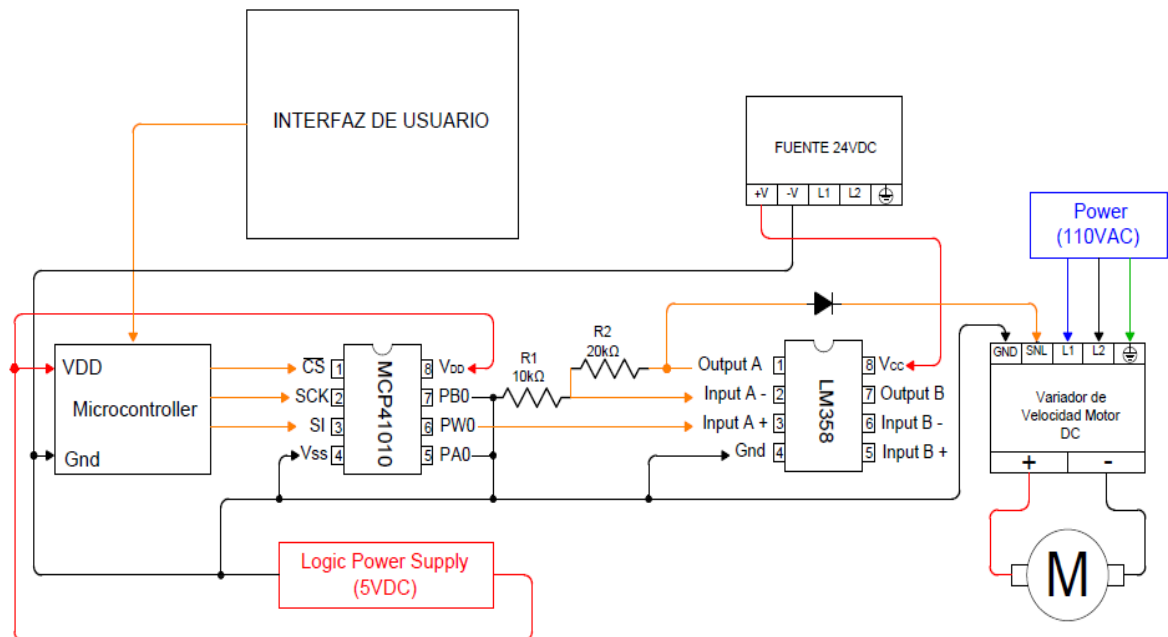 INTERFAZ DE USUARIO
FUENTE 24VDC
+V -V L1 L2
Power
(110VAC)
VDD
Microcontroller
Gnd
CS 1
SCK 2
SI 3
Vss 4
MCP41010
8 VDD
7 PB0
6 PW0
5 PA0
R1
10kΩ
R2
20kΩ
Output A 1
Input A - 2
Input A + 3
Gnd 4
LM358
8 Vcc
7 Output B
6 Input B -
5 Input B +
GND SNL L1 L2
Variador de
Velocidad Motor
DC
+ -
M
Logic Power Supply
(5VDC)